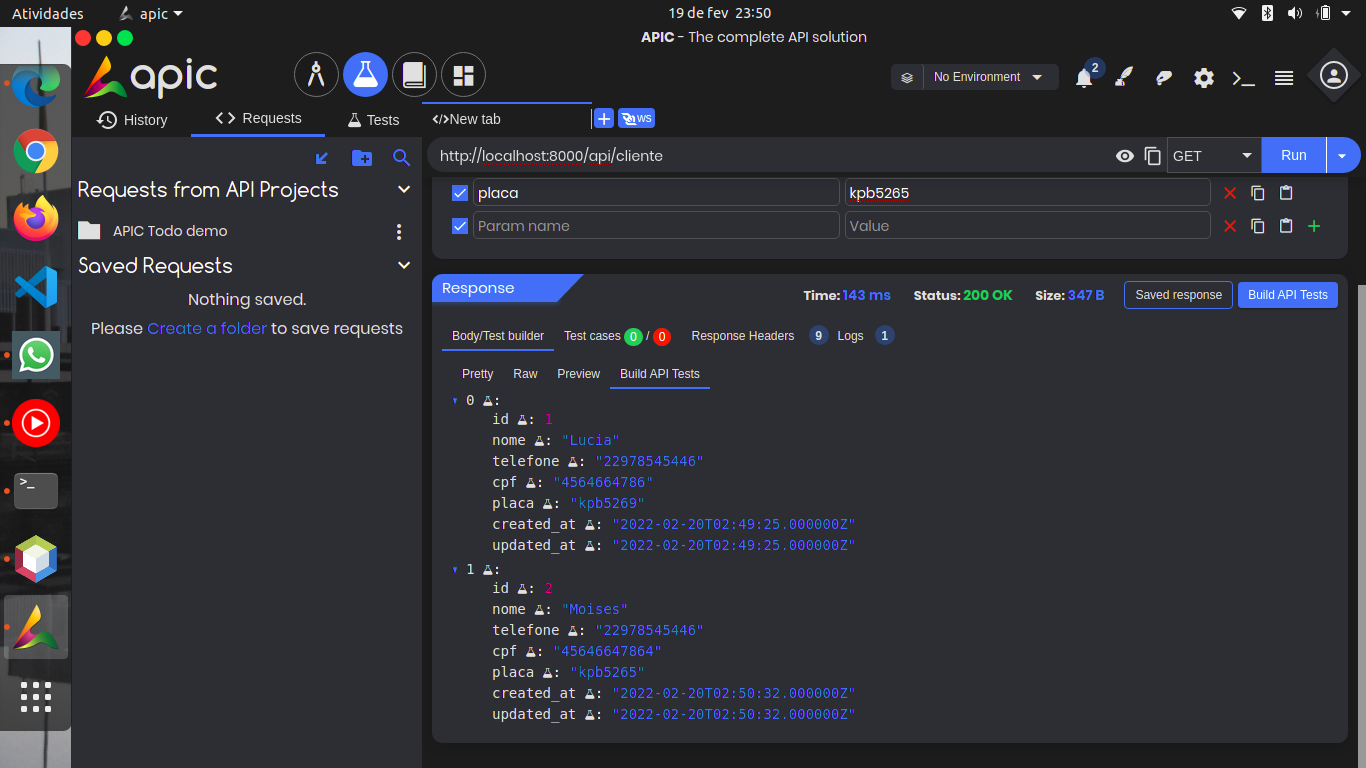 Atividades apic 19 de fev 23:50
APIC - The complete API solution
apic No Environment 2
History Requests Tests New tab ws
http://localhost:8000/api/cliente GET Run
Requests from API Projects
APIC Todo demo
Saved Requests
Nothing saved.
Please Create a folder to save requests
placa kpb5265
Param name Value
Response Time: 143 ms Status: 200 OK Size: 347 B Saved response Build API Tests
Body/Test builder Test cases 0 / 0 Response Headers 9 Logs 1
Pretty Raw Preview Build API Tests
0 :
id : 1
nome : "Lucia"
telefone : "22978545446"
cpf : "4564664786"
placa : "kpb5269"
created_at : "2022-02-20T02:49:25.000000Z"
updated_at : "2022-02-20T02:49:25.000000Z"
1 :
id : 2
nome : "Moises"
telefone : "22978545446"
cpf : "45646647864"
placa : "kpb5265"
created_at : "2022-02-20T02:50:32.000000Z"
updated_at : "2022-02-20T02:50:32.000000Z"